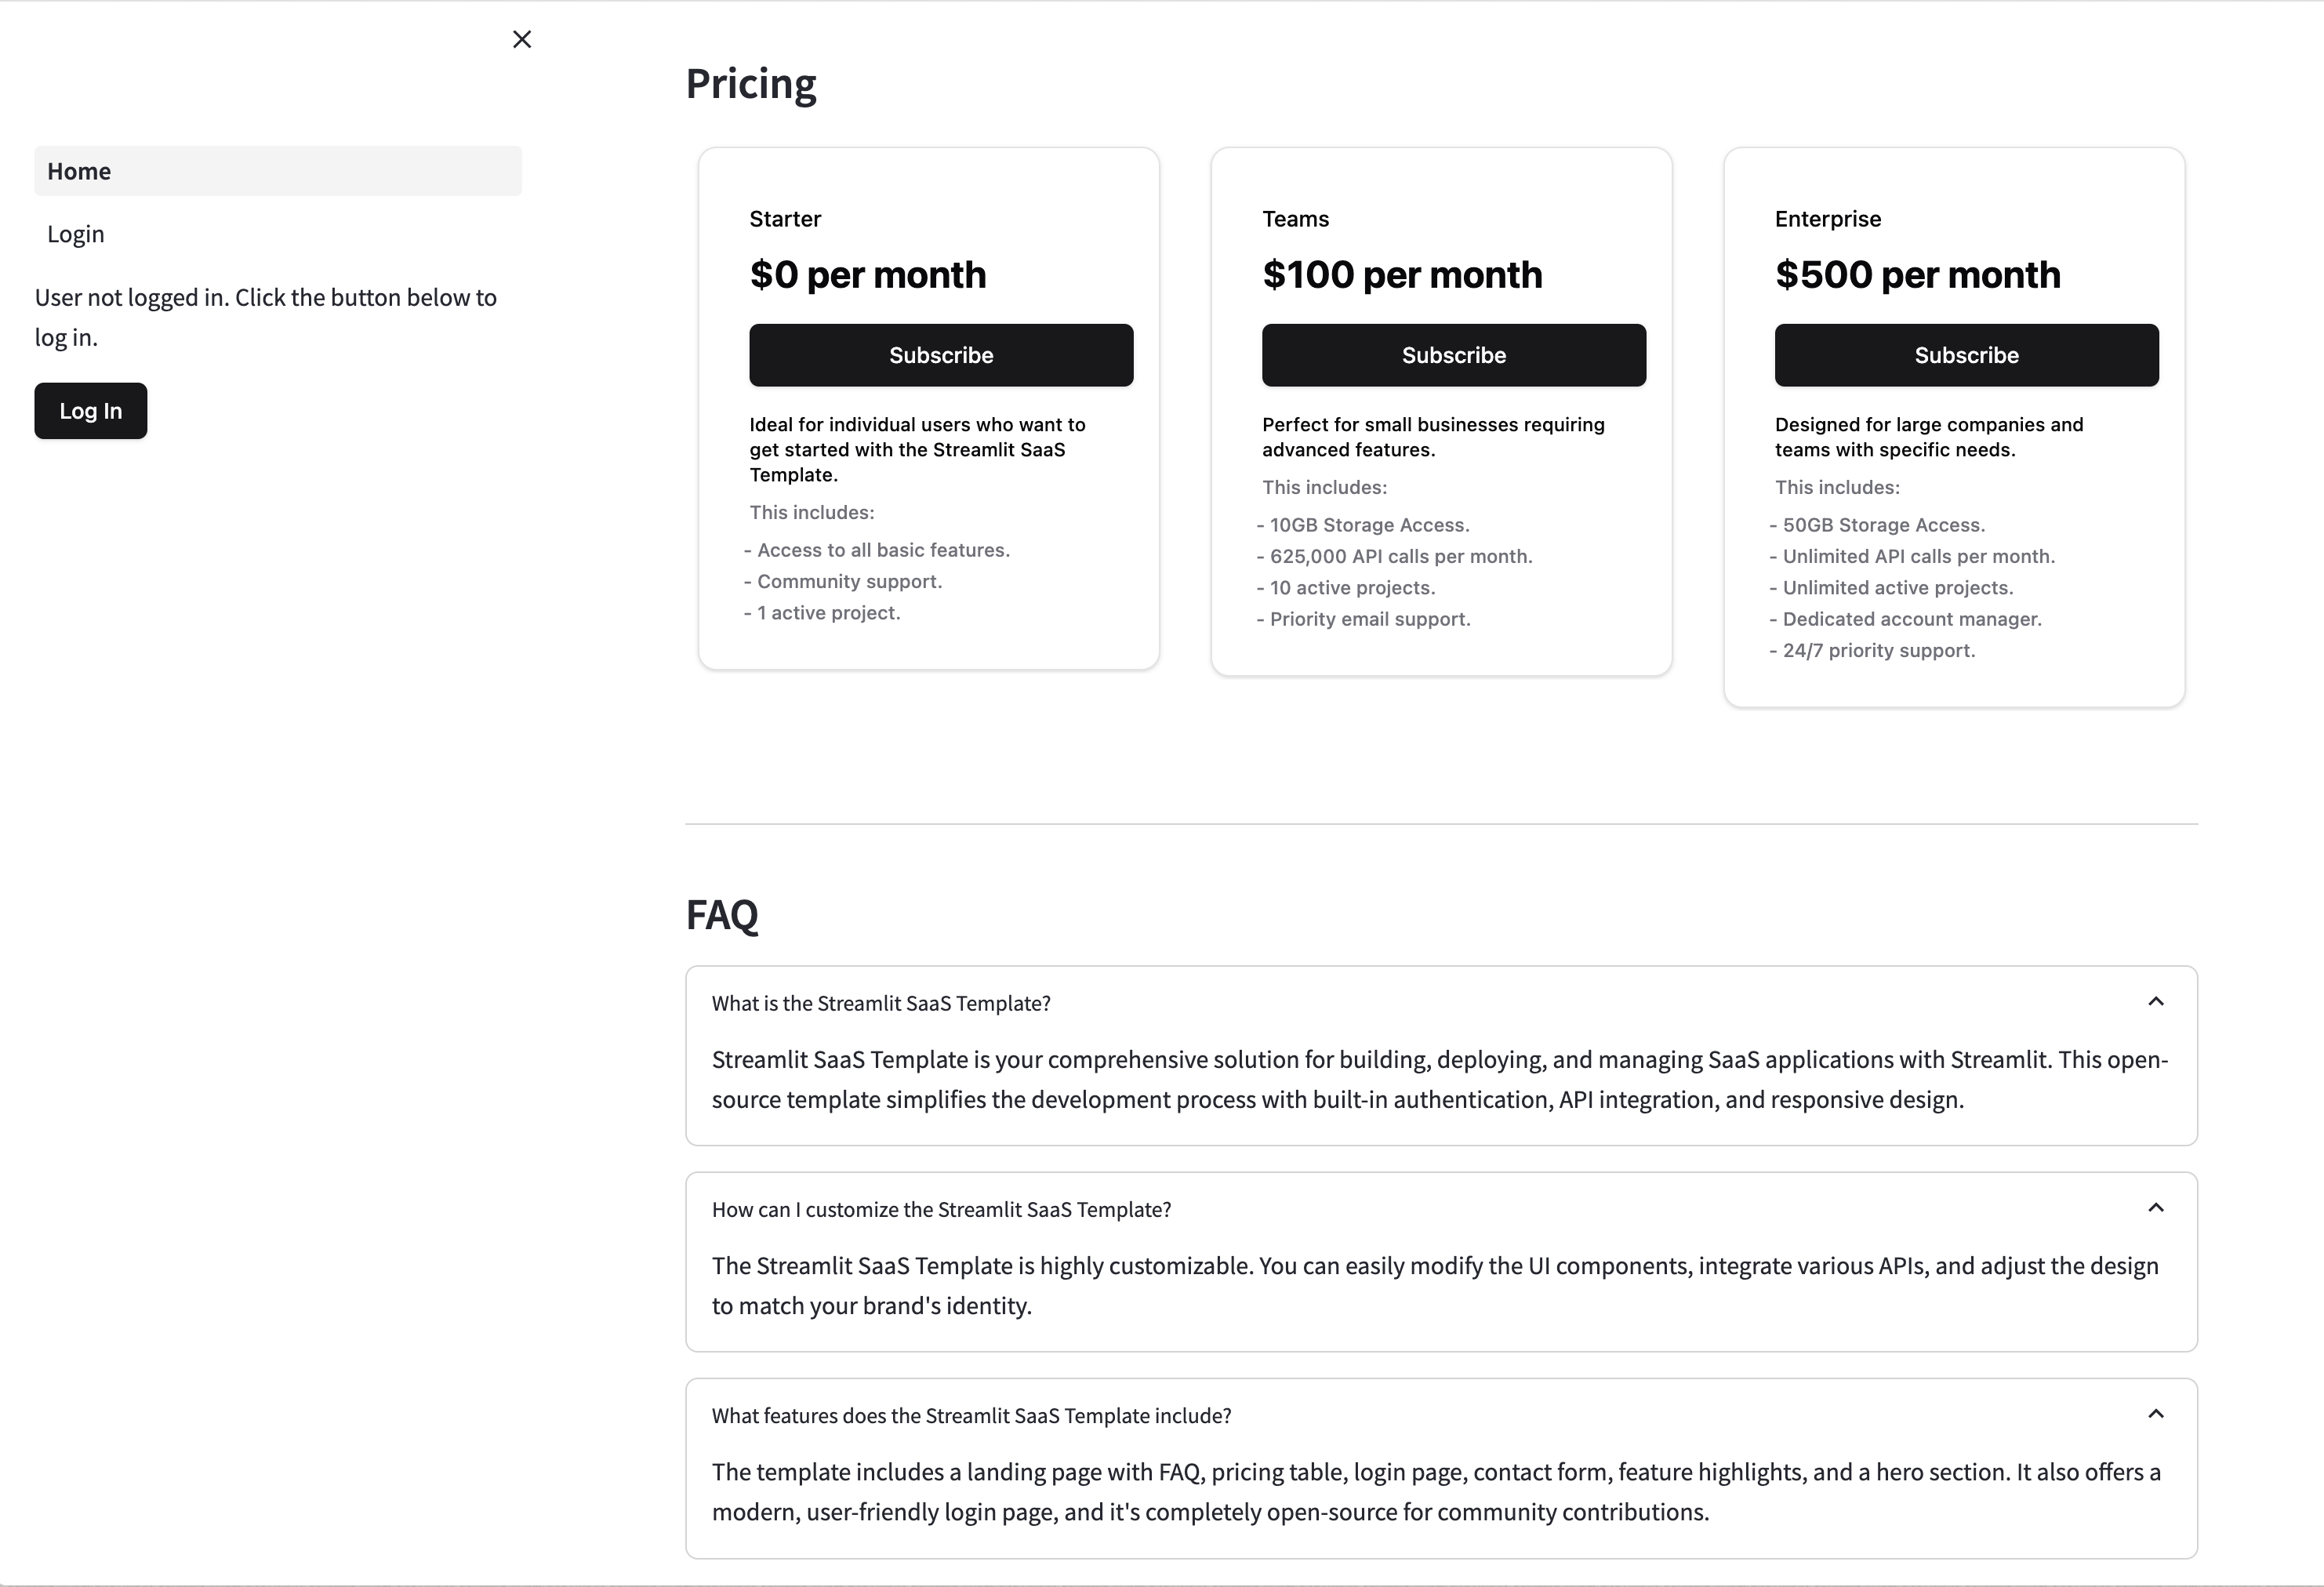 Home
Login
User not logged in. Click the button below to
log in.
Log In
Pricing
Starter
$0 per month
Subscribe
Ideal for individual users who want to
get started with the Streamlit SaaS
Template.
This includes:
- Access to all basic features.
- Community support.
- 1 active project.
Teams
$100 per month
Subscribe
Perfect for small businesses requiring
advanced features.
This includes:
- 10GB Storage Access.
- 625,000 API calls per month.
- 10 active projects.
- Priority email support.
Enterprise
$500 per month
Subscribe
Designed for large companies and
teams with specific needs.
This includes:
- 50GB Storage Access.
- Unlimited API calls per month.
- Unlimited active projects.
- Dedicated account manager.
- 24/7 priority support.
FAQ
What is the Streamlit SaaS Template?
Streamlit SaaS Template is your comprehensive solution for building, deploying, and managing SaaS applications with Streamlit. This open-
source template simplifies the development process with built-in authentication, API integration, and responsive design.
How can I customize the Streamlit SaaS Template?
The Streamlit SaaS Template is highly customizable. You can easily modify the UI components, integrate various APIs, and adjust the design
to match your brand's identity.
What features does the Streamlit SaaS Template include?
The template includes a landing page with FAQ, pricing table, login page, contact form, feature highlights, and a hero section. It also offers a
modern, user-friendly login page, and it's completely open-source for community contributions.